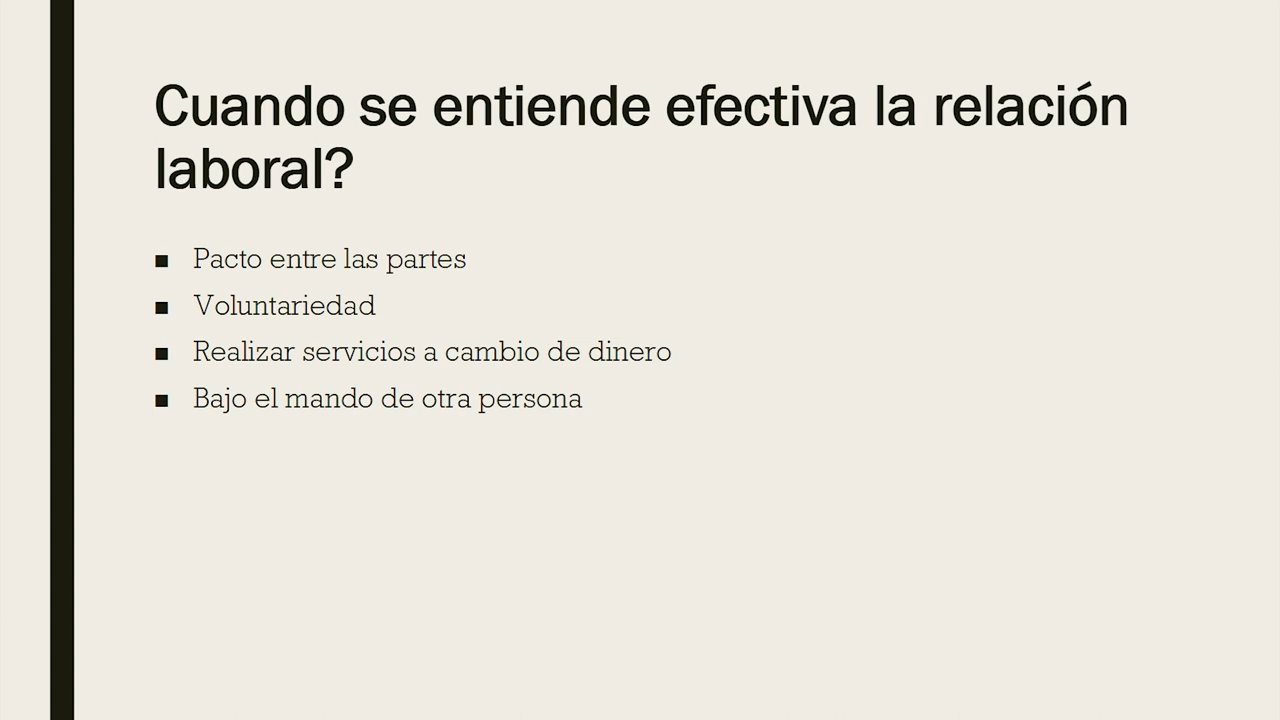 Cuando se entiende efectiva la relación
laboral?
▪ Pacto entre las partes
▪ Voluntariedad
▪ Realizar servicios a cambio de dinero
▪ Bajo el mando de otra persona